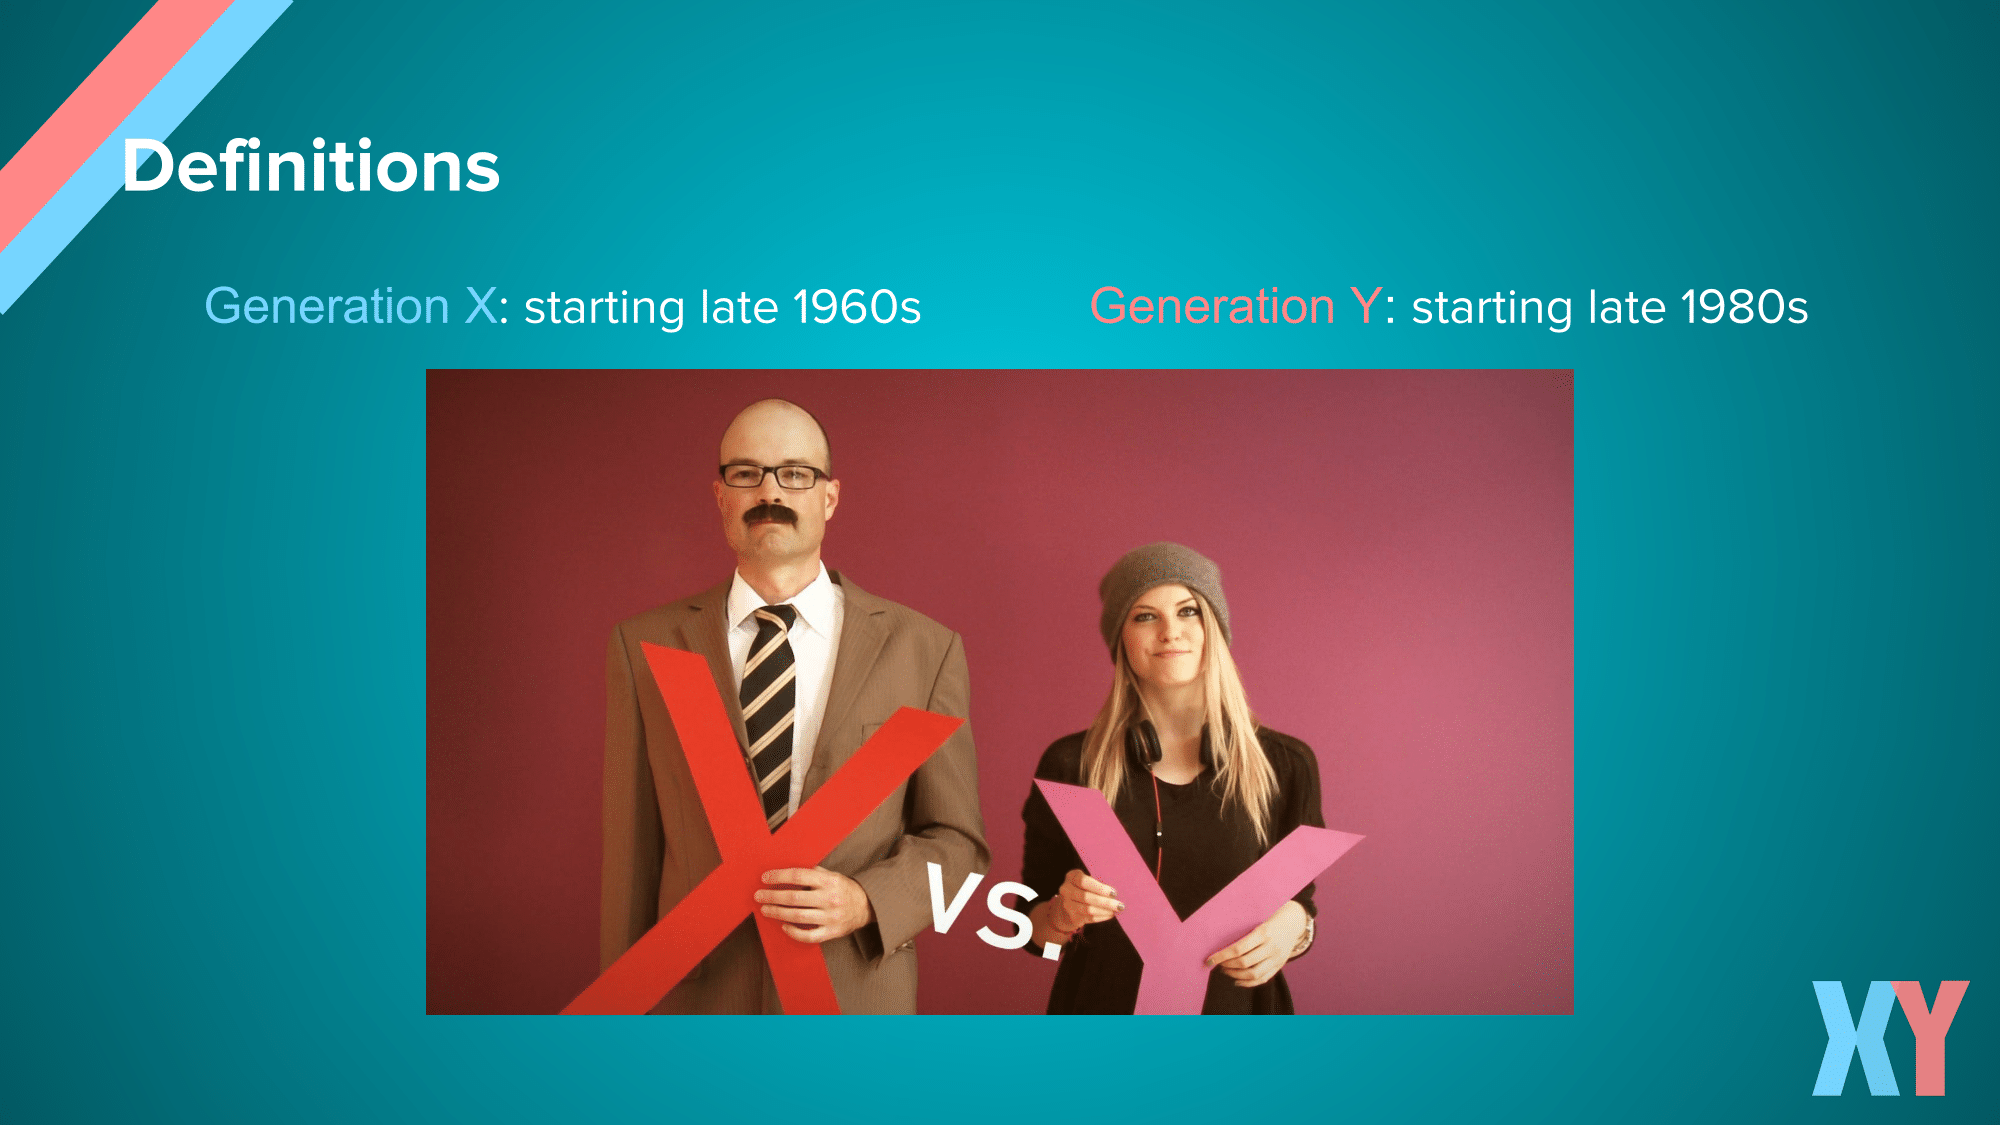 Definitions
Generation X: starting late 1960s
Generation Y: starting late 1980s
X vs. Y
XY